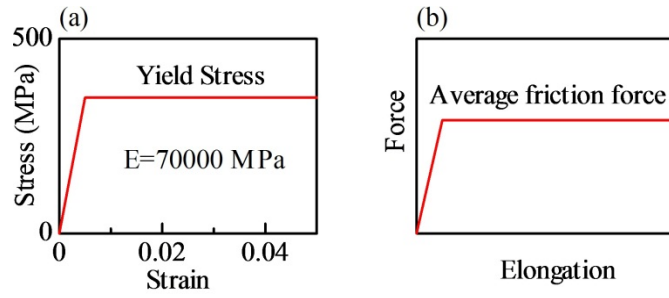 (a)
500
Yield Stress
Stress (MPa)
E=70000 MPa
0
0
0.02
0.04
Strain
(b)
Average friction force
Force
Elongation